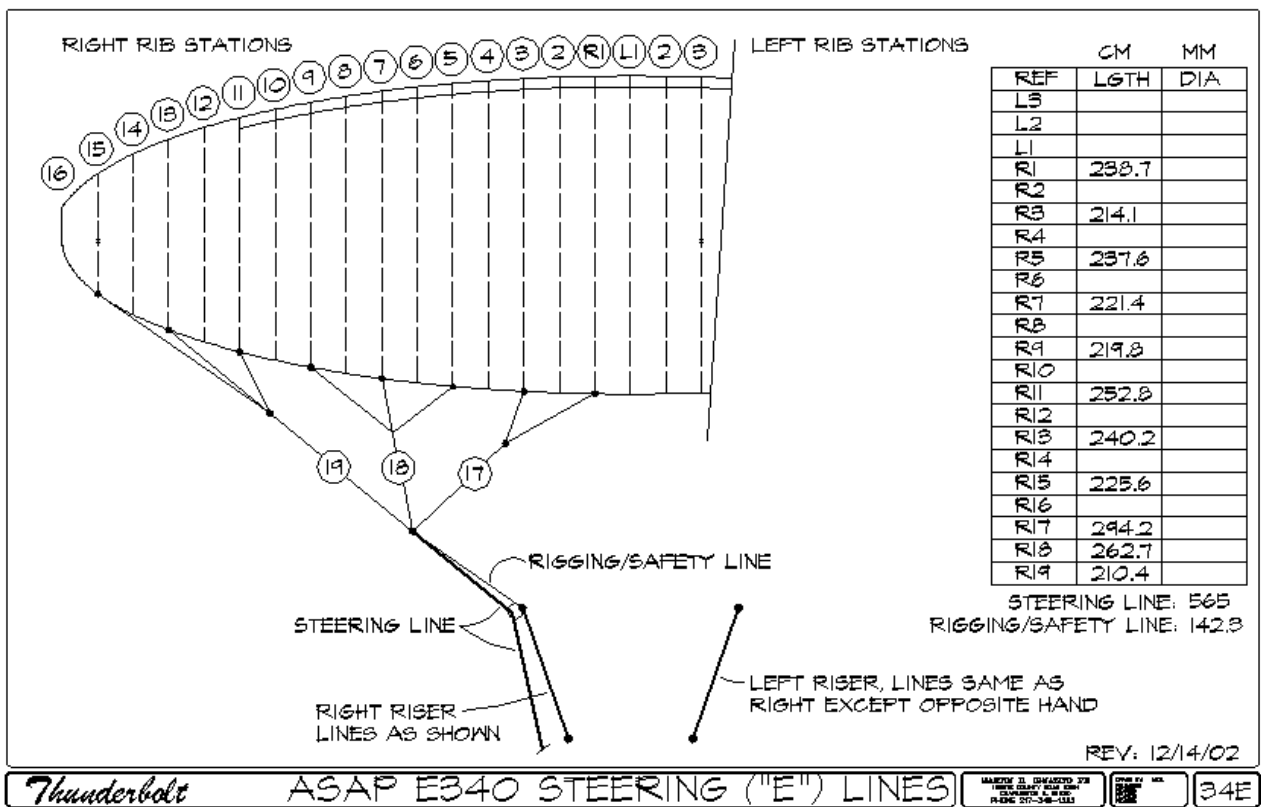 RIGHT RIB STATIONS
LEFT RIB STATIONS
16 15 14 13 12 11 10 9 8 7 6 5 4 3 2 R1 L1 2 3
CM MM
REF LGTH DIA
L3
L2
L1
R1 238.7
R2
R3 214.1
R4
R5 237.6
R6
R7 221.4
R8
R9 219.8
R10
R11 252.8
R12
R13 240.2
R14
R15 225.6
R16
R17 294.2
R18 262.7
R19 210.4
STEERING LINE: 565
RIGGING/SAFETY LINE: 142.3
19 18 17
RIGGING/SAFETY LINE
STEERING LINE
RIGHT RISER
LINES AS SHOWN
LEFT RISER, LINES SAME AS
RIGHT EXCEPT OPPOSITE HAND
REV: 12/14/02
Thunderbolt
ASAP E340 STEERING ("E") LINES
34E